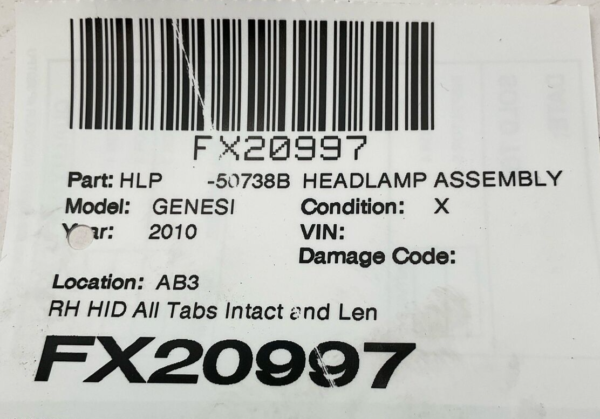 FX20997
Part: HLP -50738B HEADLAMP ASSEMBLY
Model: GENESI Condition: X
Year: 2010 VIN:
Damage Code:
Location: AB3
RH HID All Tabs Intact and Len
FX20997